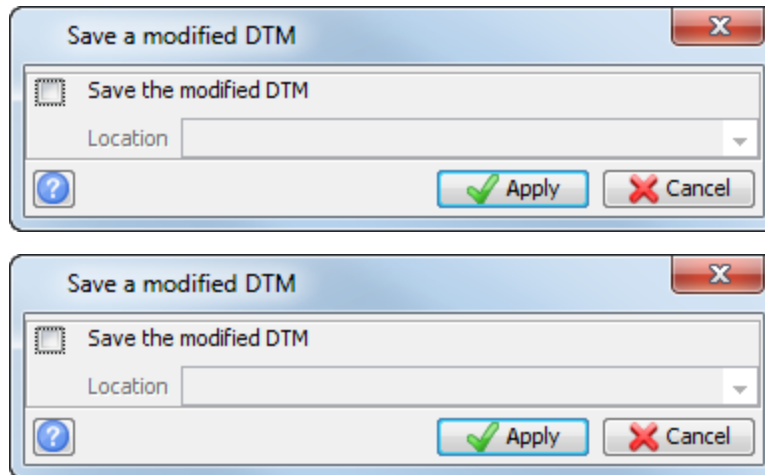 Save a modified DTM
Save the modified DTM
Location
? Apply Cancel
Save a modified DTM
Save the modified DTM
Location
? Apply Cancel